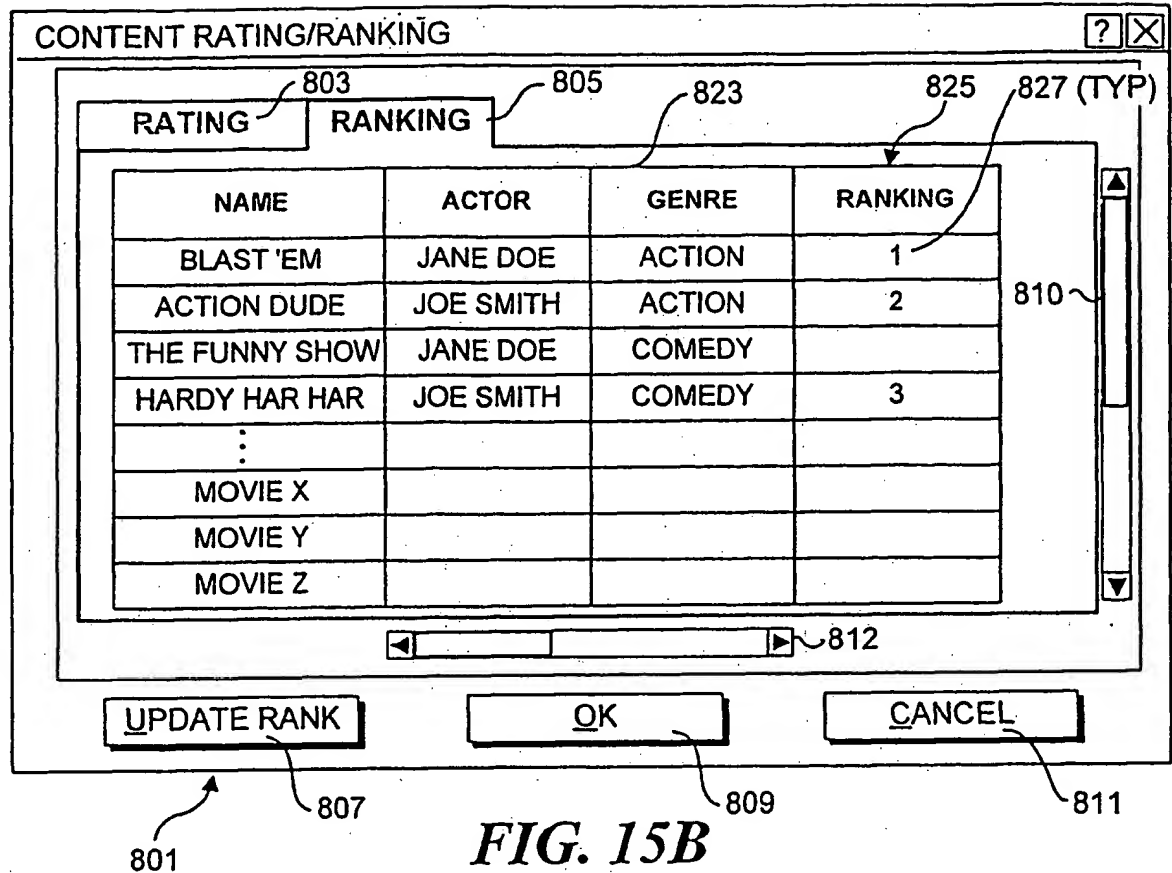 CONTENT RATING/RANKING ? X
803 805 823 825 827 (TYP)
RATING RANKING
NAME ACTOR GENRE RANKING
BLAST 'EM JANE DOE ACTION 1
ACTION DUDE JOE SMITH ACTION 2
810
THE FUNNY SHOW JANE DOE COMEDY
HARDY HAR HAR JOE SMITH COMEDY 3
⋮
MOVIE X
MOVIE Y
MOVIE Z
812
UPDATE RANK OK CANCEL
807 809 811
801
FIG. 15B